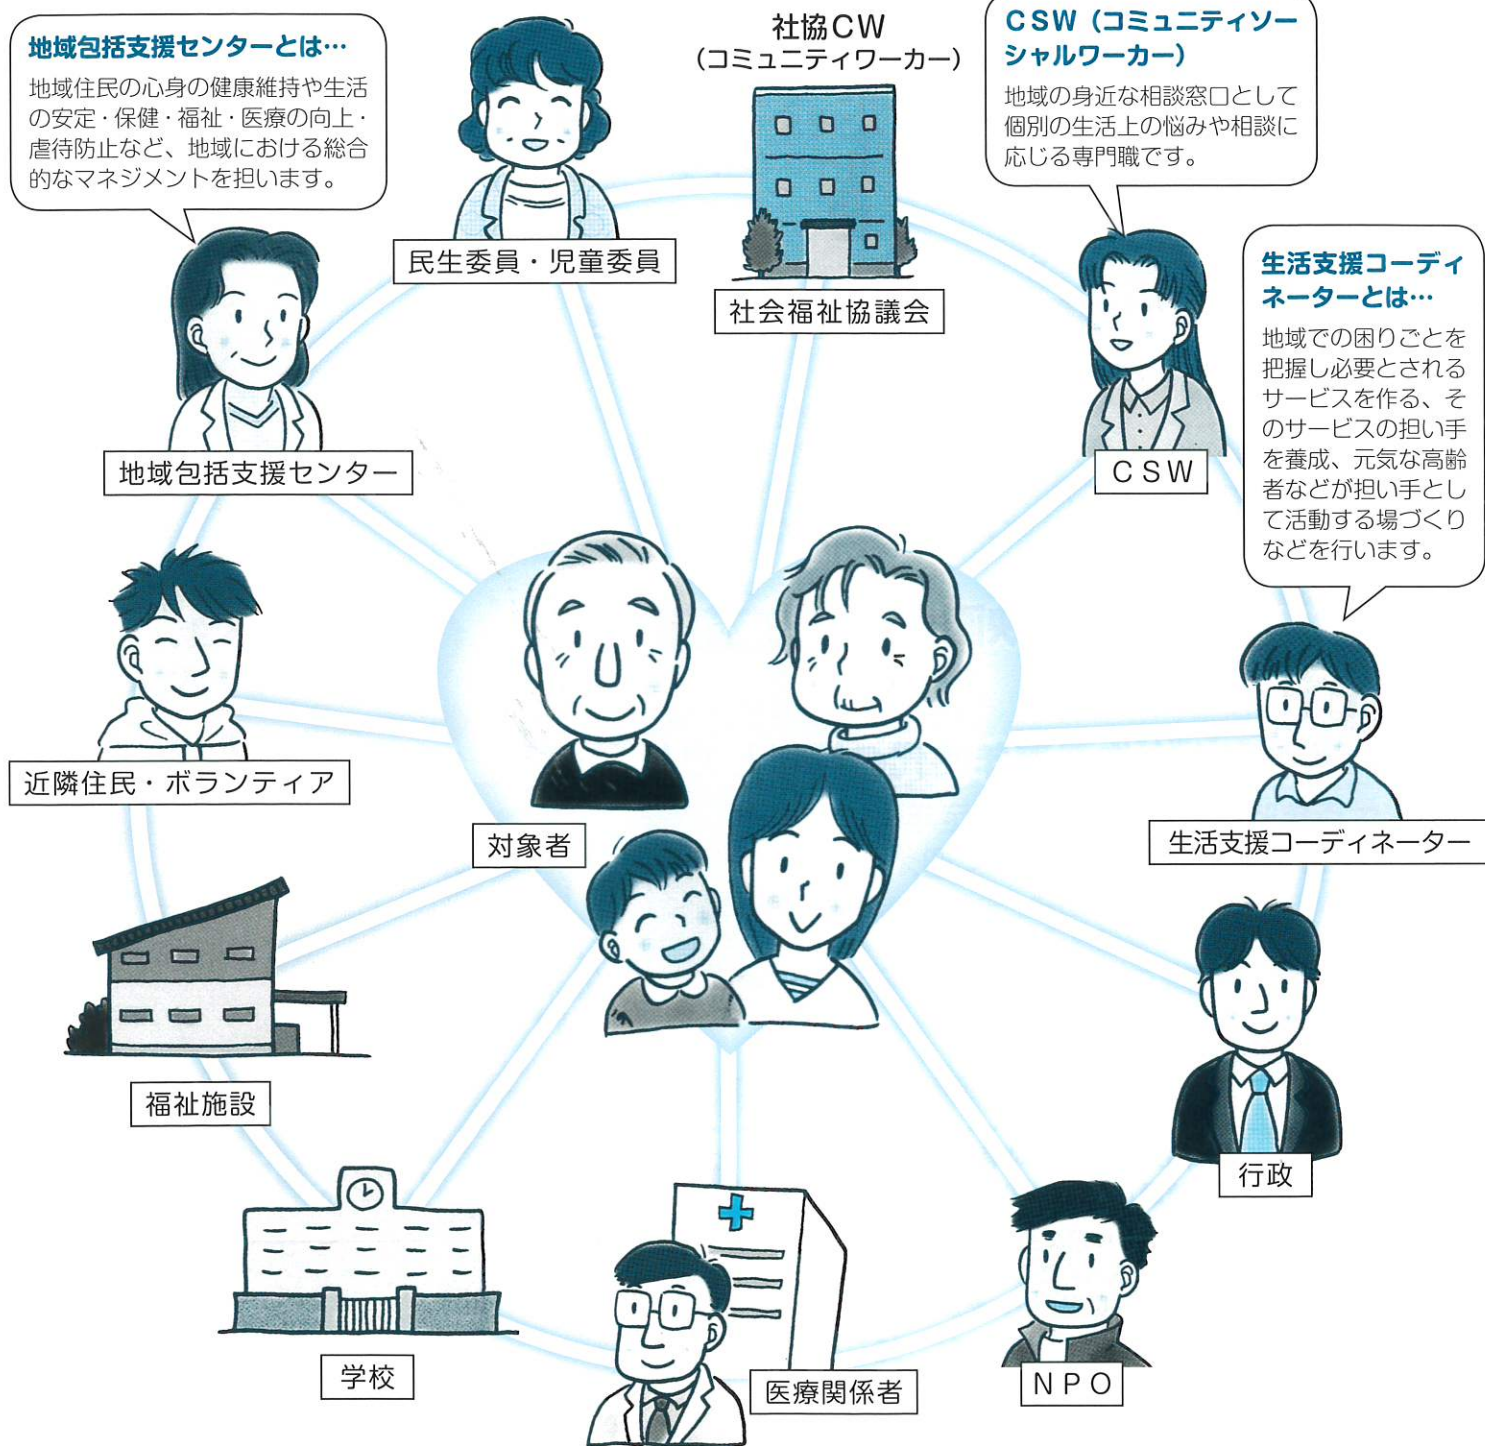 地域包括支援センターとは…
地域住民の心身の健康維持や生活
の安定・保健・福祉・医療の向上・
虐待防止など、地域における総合
的なマネジメントを担います。
社協CW
（コミュニティワーカー）
CSW（コミュニティソー
シャルワーカー）
地域の身近な相談窓口として
個別の生活上の悩みや相談に
応じる専門職です。
民生委員・児童委員
社会福祉協議会
生活支援コーディ
ネーターとは…
地域での困りごとを
把握し必要とされる
サービスを作る、そ
のサービスの担い手
を養成、元気な高齢
者などが担い手とし
て活動する場づくり
などを行います。
地域包括支援センター
CSW
近隣住民・ボランティア
対象者
生活支援コーディネーター
福祉施設
行政
学校
医療関係者
NPO